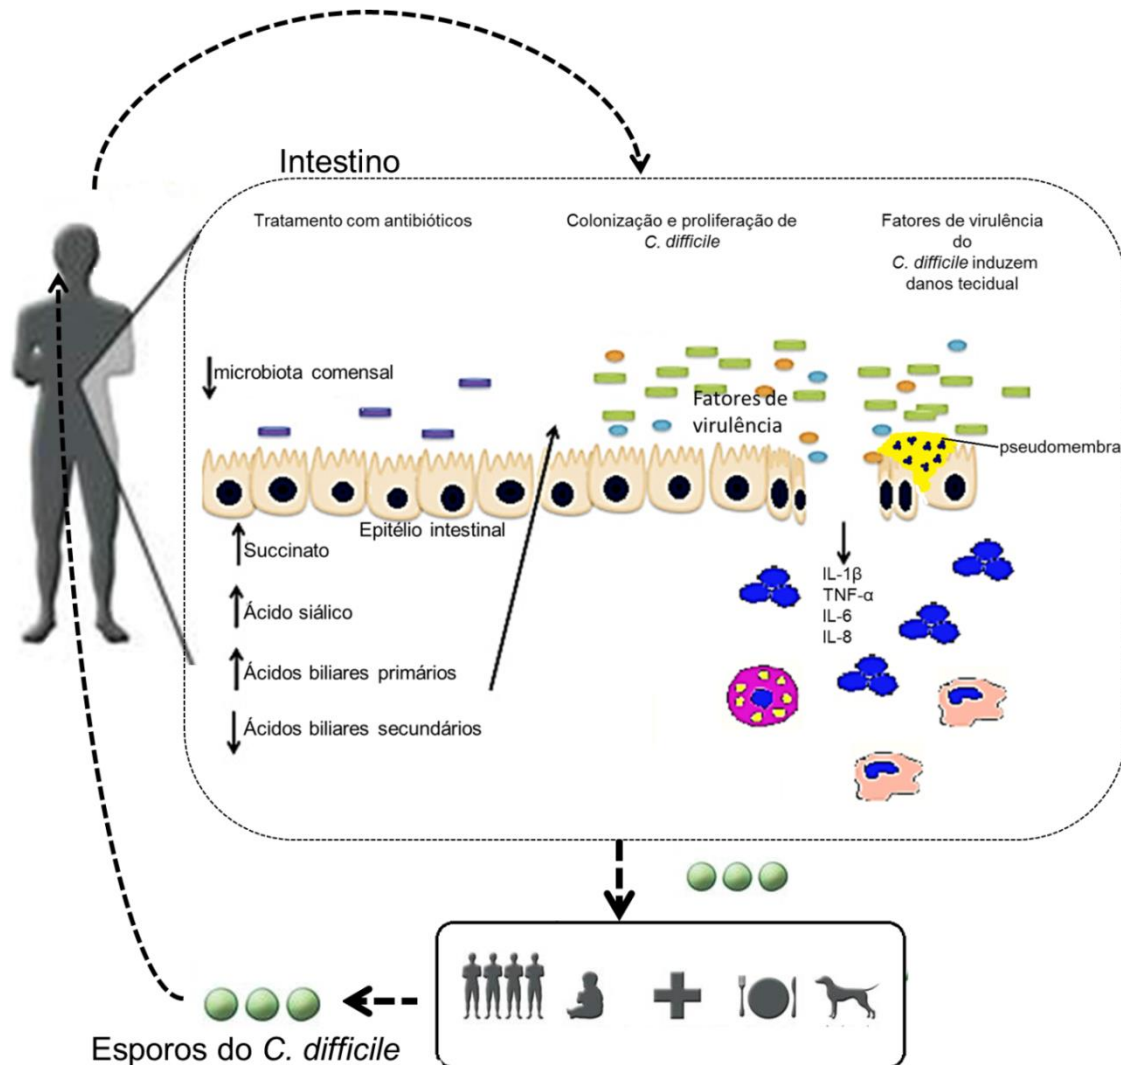 Intestino
Tratamento com antibióticos
Colonização e proliferação de
C. difficile
Fatores de virulência
do
C. difficile induzem
danos tecidual
microbiota comensal
Fatores de
virulência
pseudomembra
Epitélio intestinal
Succinato
Ácido siálico
Ácidos biliares primários
Ácidos biliares secundários
IL-1β
TNF-α
IL-6
IL-8
Esporos do C. difficile